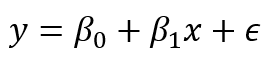 y = β₀ + β₁x + ϵ